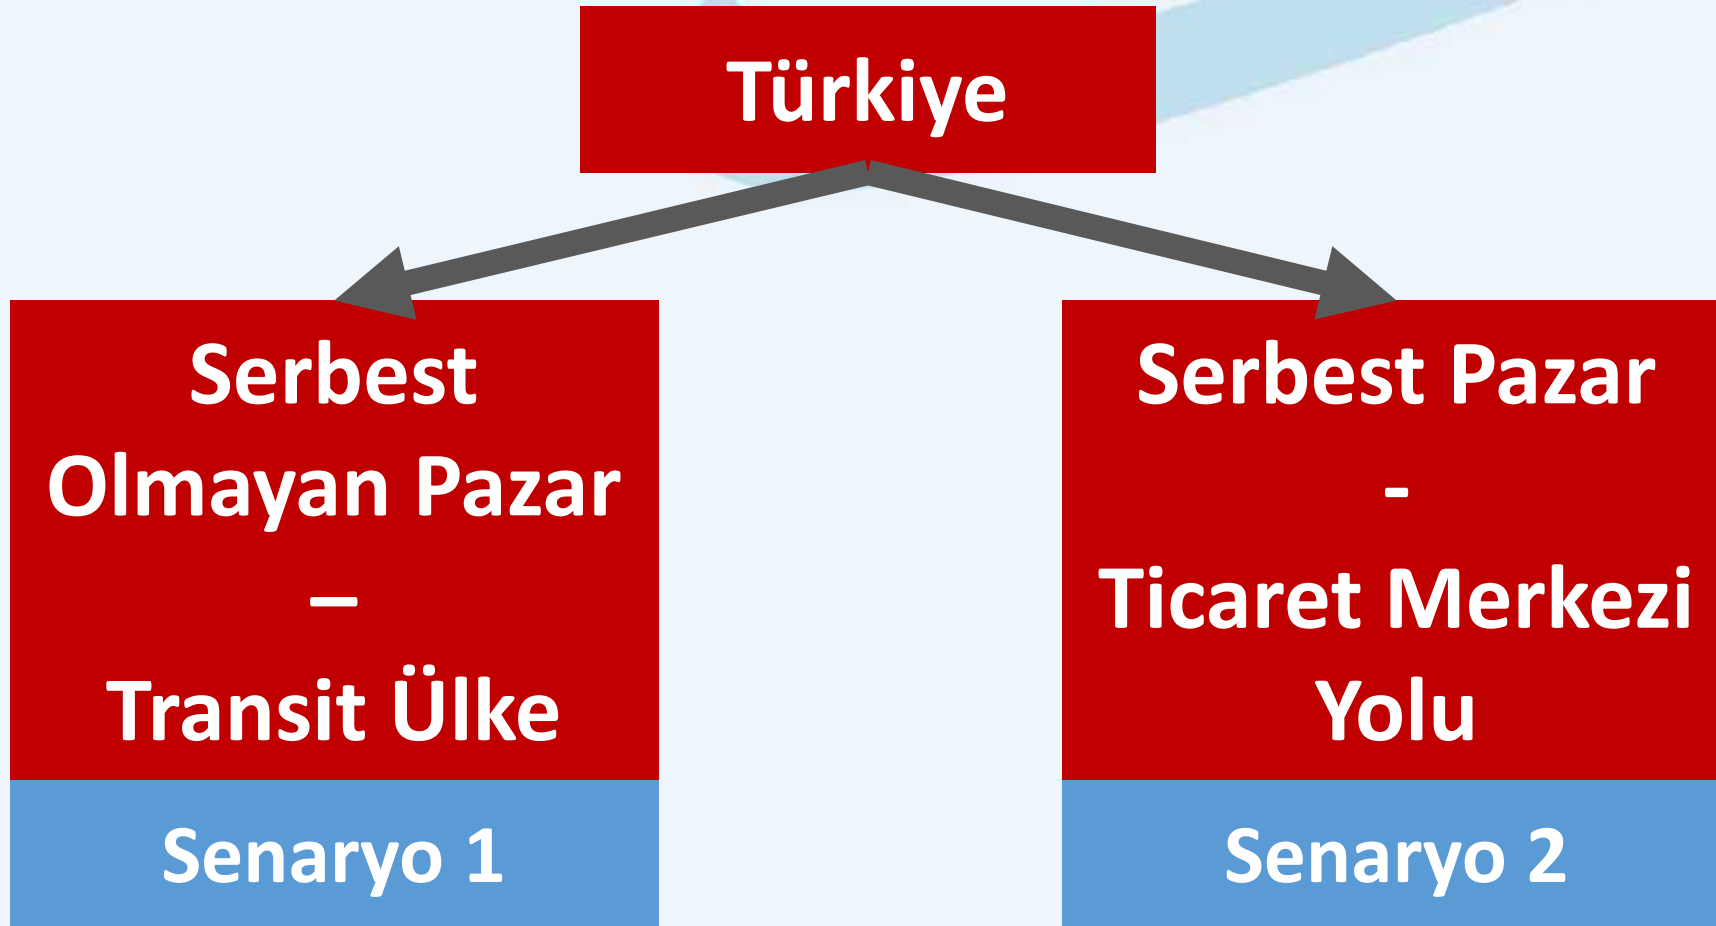 Türkiye
Serbest
Olmayan Pazar
–
Transit Ülke
Senaryo 1
Serbest Pazar
-
Ticaret Merkezi
Yolu
Senaryo 2